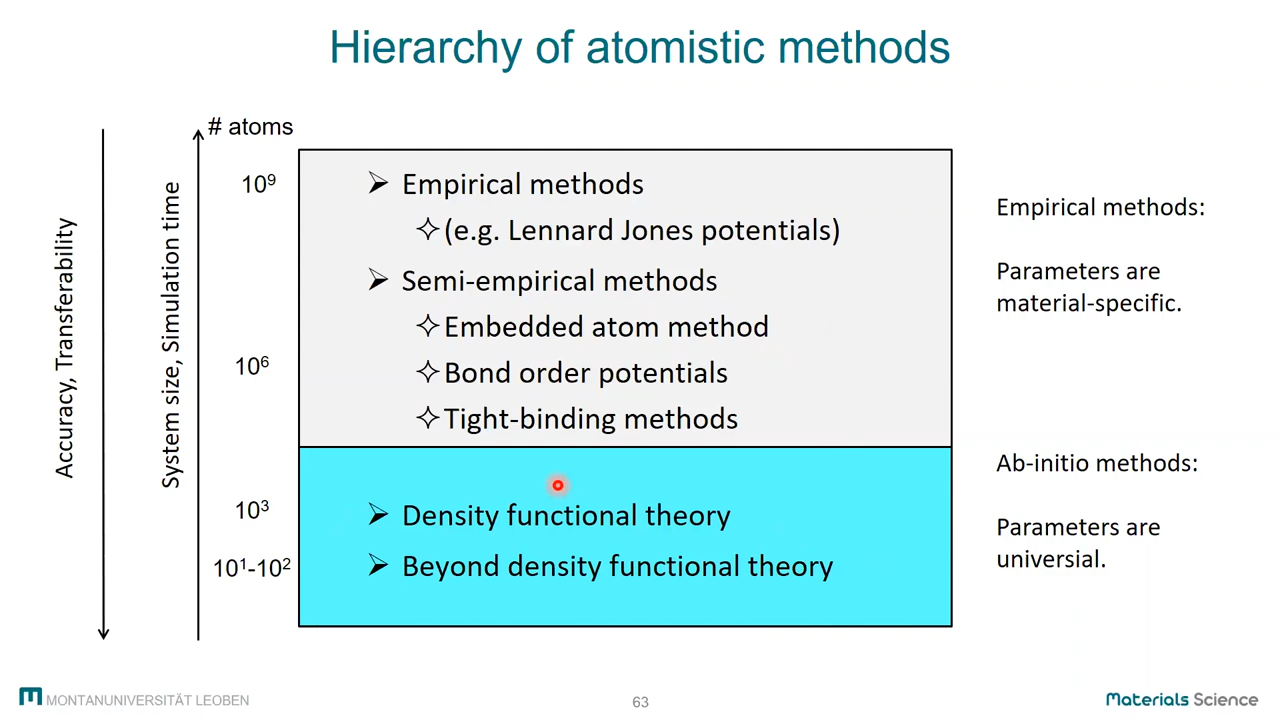 Hierarchy of atomistic methods
Accuracy, Transferability
System size, Simulation time
# atoms
10⁹
10⁶
10³
10¹-10²
➢ Empirical methods
✧(e.g. Lennard Jones potentials)
➢ Semi-empirical methods
✧Embedded atom method
✧Bond order potentials
✧Tight-binding methods
➢ Density functional theory
➢ Beyond density functional theory
Empirical methods:
Parameters are
material-specific.
Ab-initio methods:
Parameters are
universial.
MONTANUNIVERSITÄT LEOBEN
63
Materials Science